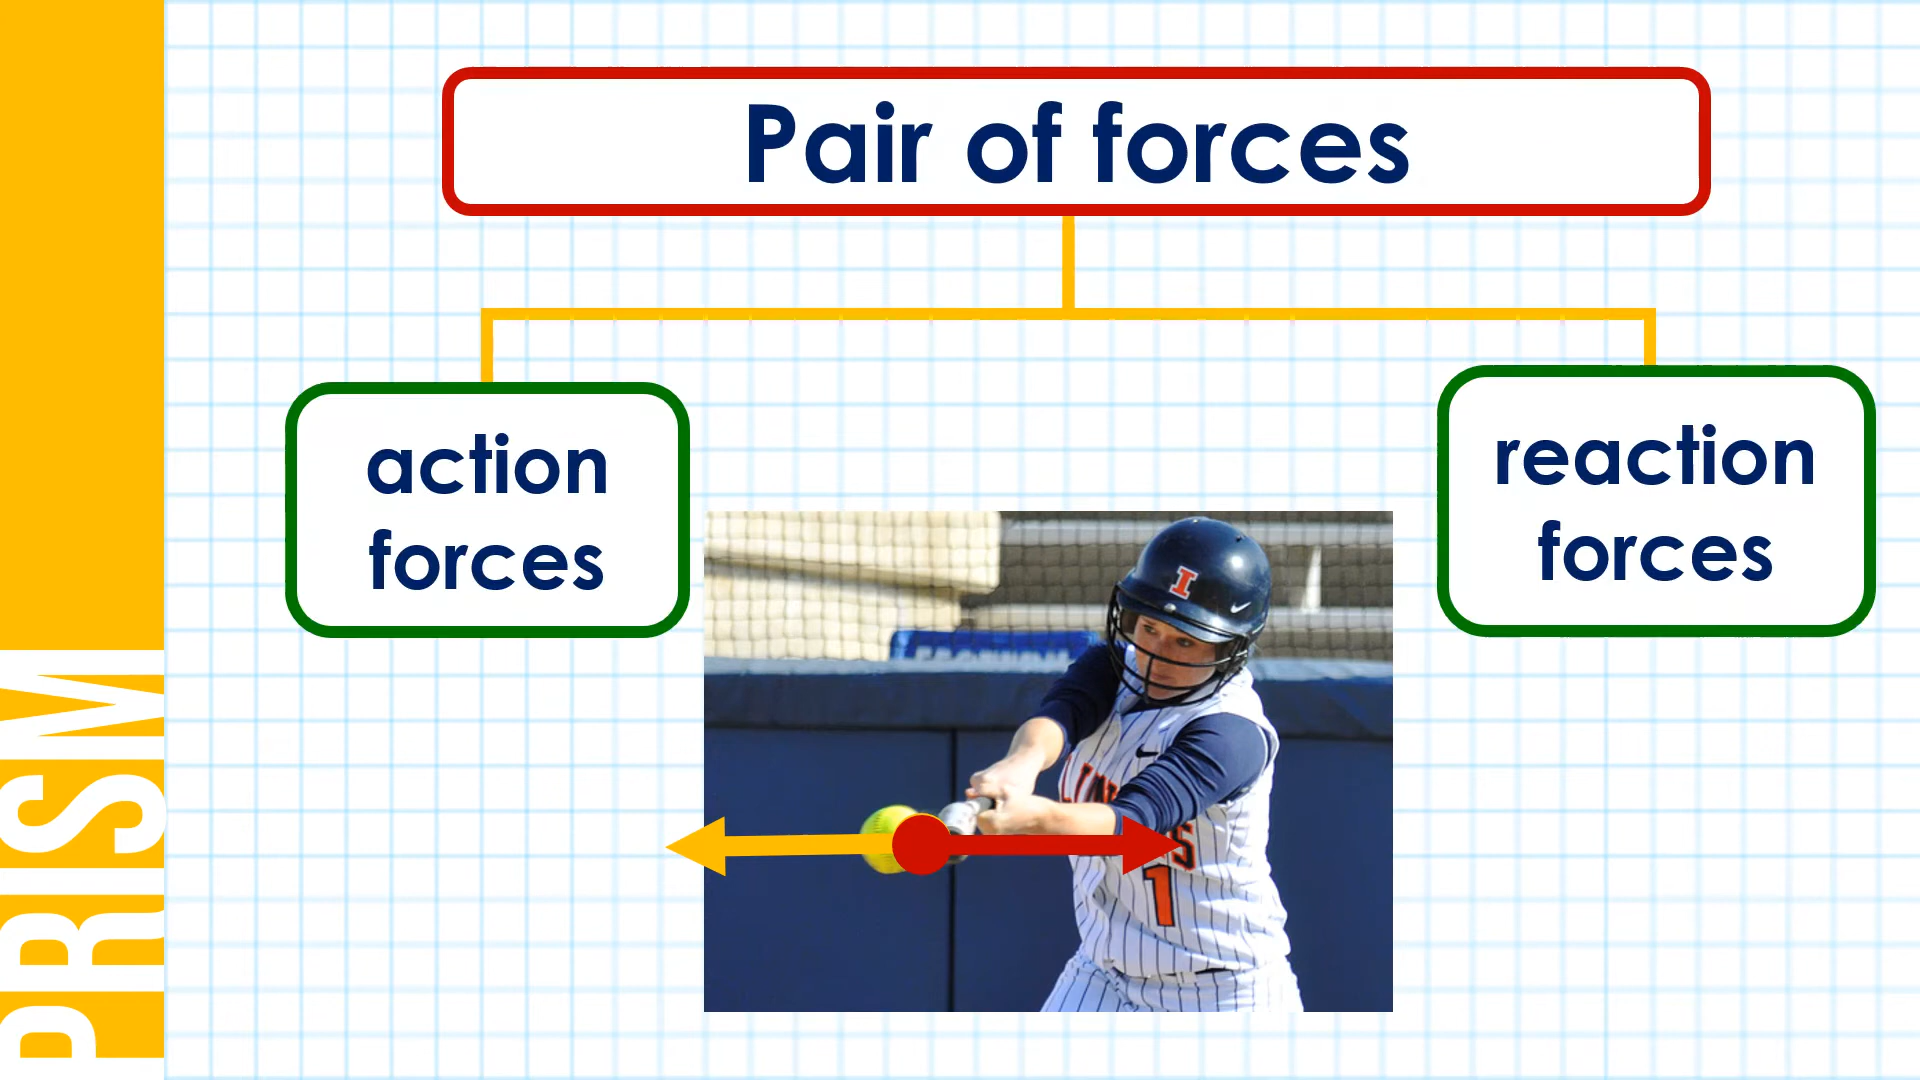 Pair of forces
action
forces
reaction
forces
PRISM
I
1